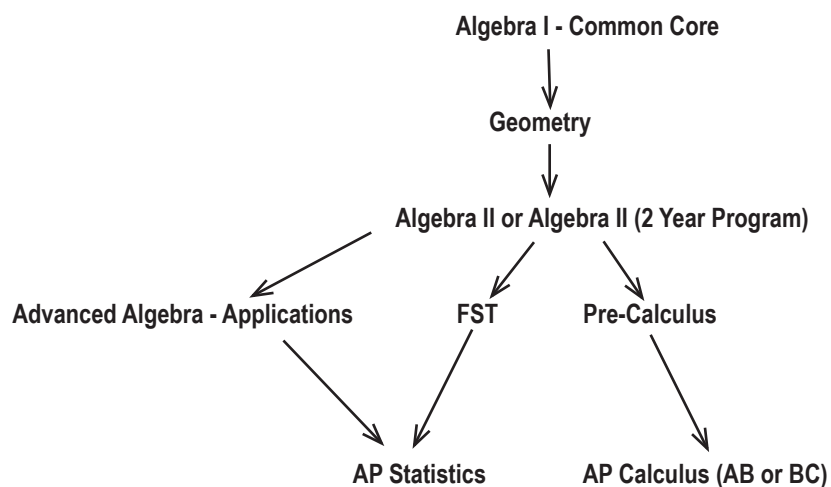 Algebra I - Common Core
Geometry
Algebra II or Algebra II (2 Year Program)
Advanced Algebra - Applications
FST
Pre-Calculus
AP Statistics
AP Calculus (AB or BC)